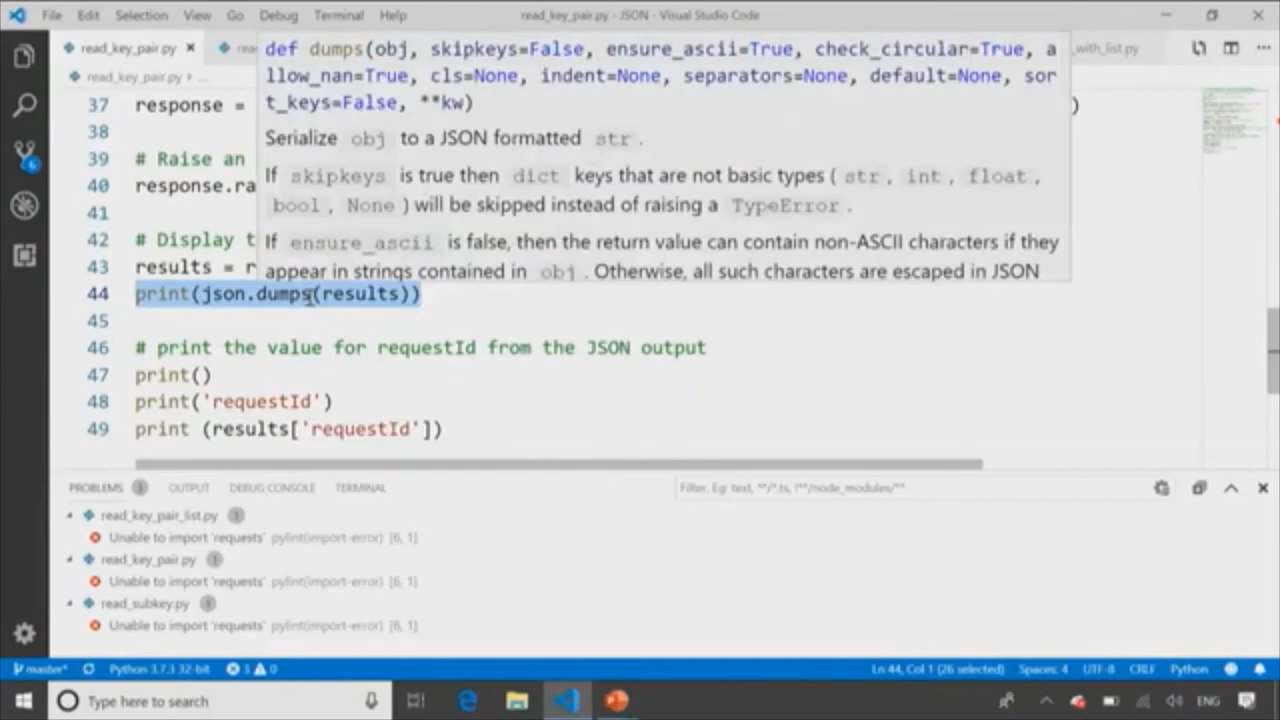 File Edit Selection View Go Debug Terminal Help read_key_pair.py - JSON - Visual Studio Code
read_key_pair.py × _with_list.py
read_key_pair.py > ...
def dumps(obj, skipkeys=False, ensure_ascii=True, check_circular=True, a
llow_nan=True, cls=None, indent=None, separators=None, default=None, sor
t_keys=False, **kw)
Serialize obj to a JSON formatted str.
If skipkeys is true then dict keys that are not basic types (str, int, float,
bool, None) will be skipped instead of raising a TypeError.
If ensure_ascii is false, then the return value can contain non-ASCII characters if they
appear in strings contained in obj. Otherwise, all such characters are escaped in JSON
37 response = )
38
39 # Raise an
40 response.ra
41
42 # Display t
43 results = r
44 print(json.dumps(results))
45
46 # print the value for requestId from the JSON output
47 print()
48 print('requestId')
49 print (results['requestId'])
PROBLEMS 3 OUTPUT DEBUG CONSOLE TERMINAL Filter. Eg: text, **/*.ts, !**/node_modules/**
read_key_pair_list.py 1
Unable to import 'requests' pylint(import-error) [6, 1]
read_key_pair.py 1
Unable to import 'requests' pylint(import-error) [6, 1]
read_subkey.py 1
Unable to import 'requests' pylint(import-error) [6, 1]
master* Python 3.7.3 32-bit 3 0 Ln 44, Col 1 (26 selected) Spaces: 4 UTF-8 CRLF Python
Type here to search ENG